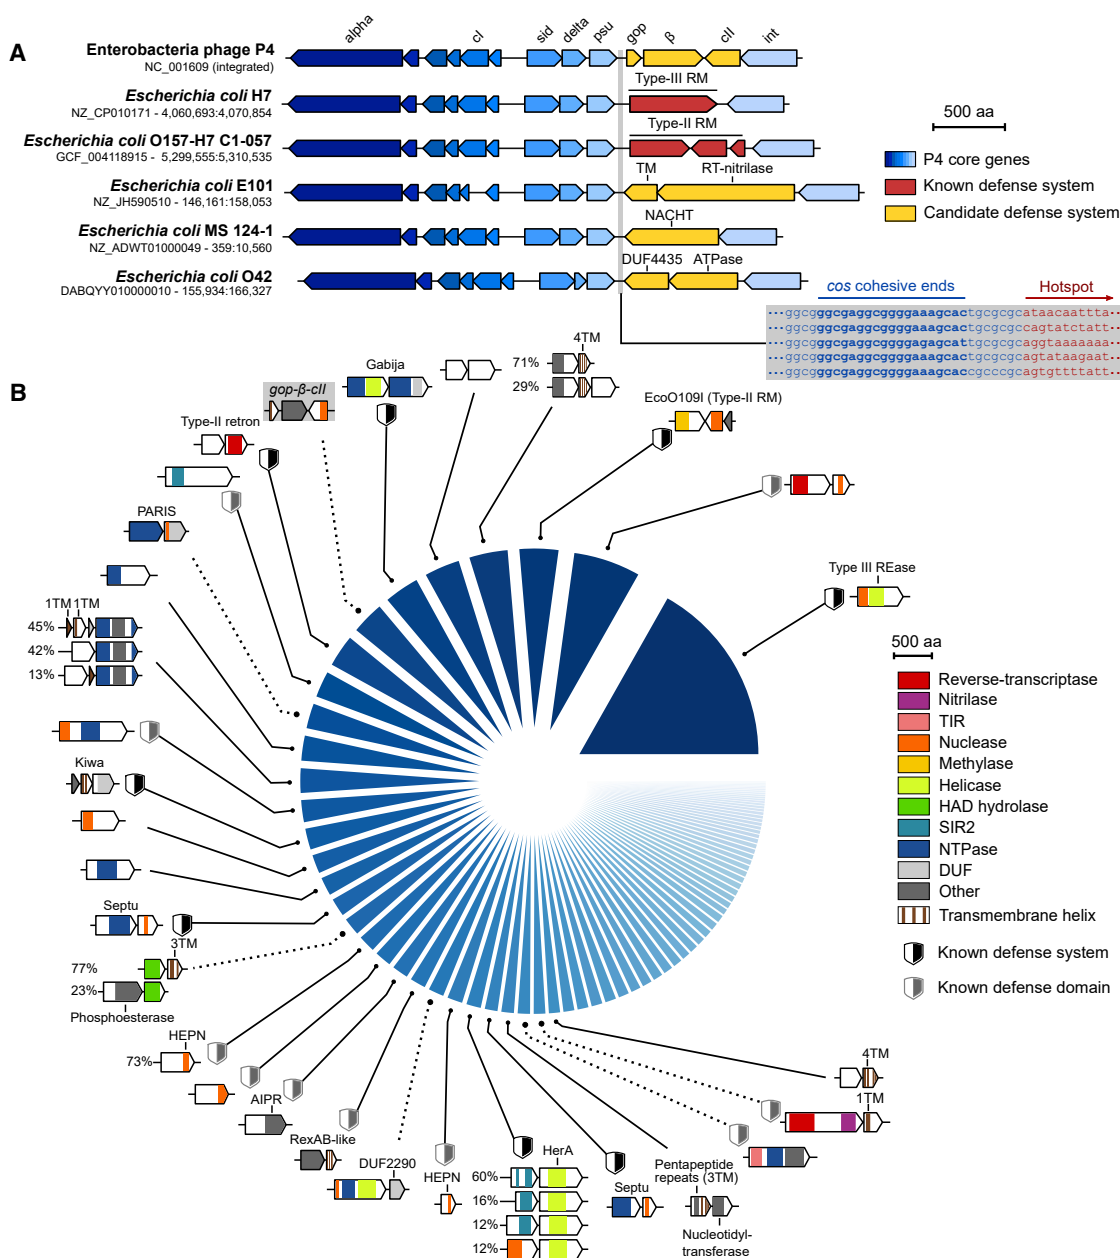 A
alpha
cI
sid
delta
psu
gop
β
cII
int
Enterobacteria phage P4
NC_001609 (integrated)
Type-III RM
Escherichia coli H7
NZ_CP010171 - 4,060,693:4,070,854
Type-II RM
Escherichia coli O157-H7 C1-057
GCF_004118915 - 5,299,555:5,310,535
TM
RT-nitrilase
Escherichia coli E101
NZ_JH590510 - 146,161:158,053
NACHT
Escherichia coli MS 124-1
NZ_ADWT01000049 - 359:10,560
DUF4435
ATPase
Escherichia coli O42
DABQYY010000010 - 155,934:166,327
500 aa
P4 core genes
Known defense system
Candidate defense system
cos cohesive ends
Hotspot
···ggcgggcgaggcggggaaagcactgcgcgcataacaattta···
···ggcgggcgaggcggggaaagcactgcgcgccagtatctatt···
···ggcgggcgaggcggggagagcattgcgcgcaggtaaaaaaa···
···ggcgggcgaggcggggaaagcactgcgcgcagtataagaat···
···ggcgggcgaggcggggaaagcaccgcccgcagtgttttatt···
B
Gabija
4TM
71%
29%
gop-β-cII
EcoO109I (Type-II RM)
Type-II retron
PARIS
Type III REase
1TM 1TM
45%
42%
13%
Kiwa
Septu
3TM
77%
23%
Phosphoesterase
HEPN
73%
AIPR
RexAB-like
DUF2290
HEPN
HerA
60%
16%
12%
12%
Septu
Pentapeptide
repeats (3TM)
Nucleotidyl-
transferase
4TM
1TM
500 aa
Reverse-transcriptase
Nitrilase
TIR
Nuclease
Methylase
Helicase
HAD hydrolase
SIR2
NTPase
DUF
Other
Transmembrane helix
Known defense system
Known defense domain